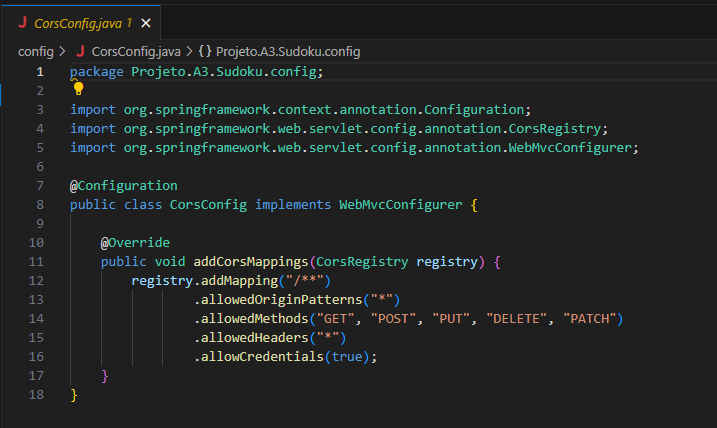 J CorsConfig.java 1 ×
config > J CorsConfig.java > {} Projeto.A3.Sudoku.config
1 package Projeto.A3.Sudoku.config;
2
3 import org.springframework.context.annotation.Configuration;
4 import org.springframework.web.servlet.config.annotation.CorsRegistry;
5 import org.springframework.web.servlet.config.annotation.WebMvcConfigurer;
6
7 @Configuration
8 public class CorsConfig implements WebMvcConfigurer {
9
10     @Override
11     public void addCorsMappings(CorsRegistry registry) {
12         registry.addMapping("/**")
13                 .allowedOriginPatterns("*")
14                 .allowedMethods("GET", "POST", "PUT", "DELETE", "PATCH")
15                 .allowedHeaders("*")
16                 .allowCredentials(true);
17     }
18 }